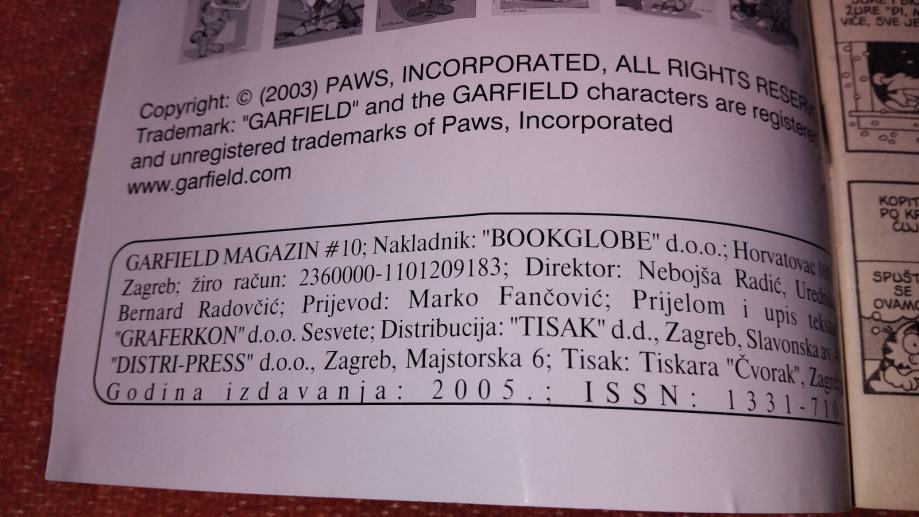 Copyright: © (2003) PAWS, INCORPORATED, ALL RIGHTS
Trademark: "GARFIELD" and the GARFIELD characters are
and unregistered trademarks of Paws, Incorporated
www.garfield.com
GARFIELD MAGAZIN #10; Nakladnik: "BOOKGLOBE" d.o.o.; Horvatovac
Zagreb; žiro račun: 2360000-1101209183; Direktor: Nebojša Radić,
Bernard Radovčić; Prijevod: Marko Fančović; Prijelom i upis
"GRAFERKON" d.o.o. Sesvete; Distribucija: "TISAK" d.d., Zagreb, Slavonska av.
"DISTRI-PRESS" d.o.o., Zagreb, Majstorska 6; Tisak: Tiskara "Čvorak",
Godina izdavanja: 2005.; ISSN:
SE